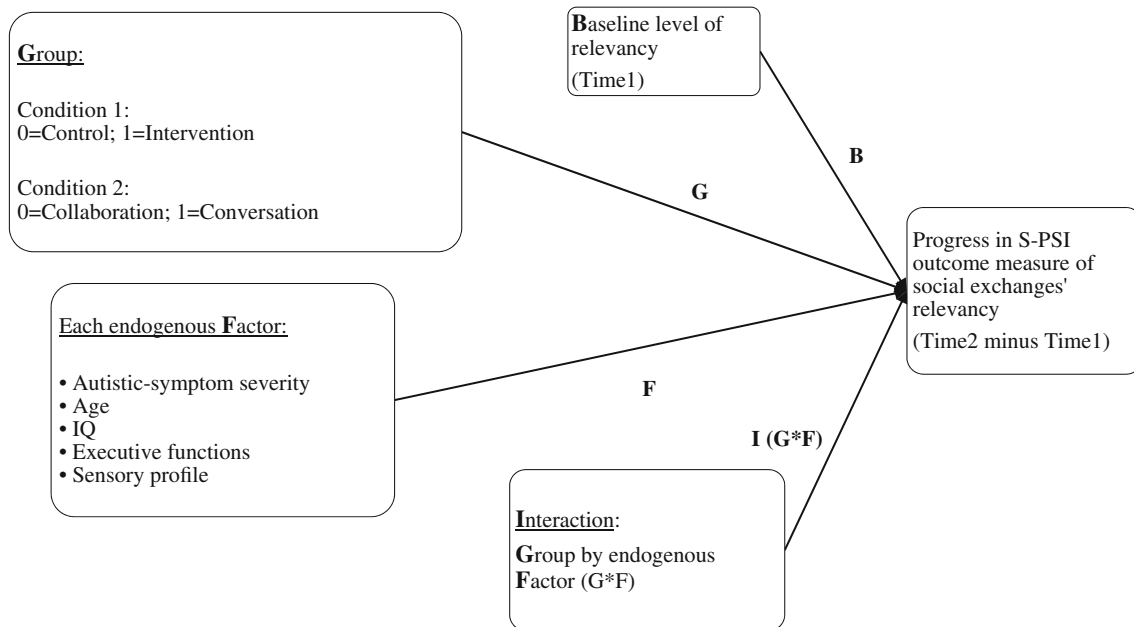 Group:
Condition 1:
0=Control; 1=Intervention
Condition 2:
0=Collaboration; 1=Conversation
Baseline level of
relevancy
(Time1)
B
G
Progress in S-PSI
outcome measure of
social exchanges'
relevancy
(Time2 minus Time1)
Each endogenous Factor:
• Autistic-symptom severity
• Age
• IQ
• Executive functions
• Sensory profile
F
I (G*F)
Interaction:
Group by endogenous
Factor (G*F)